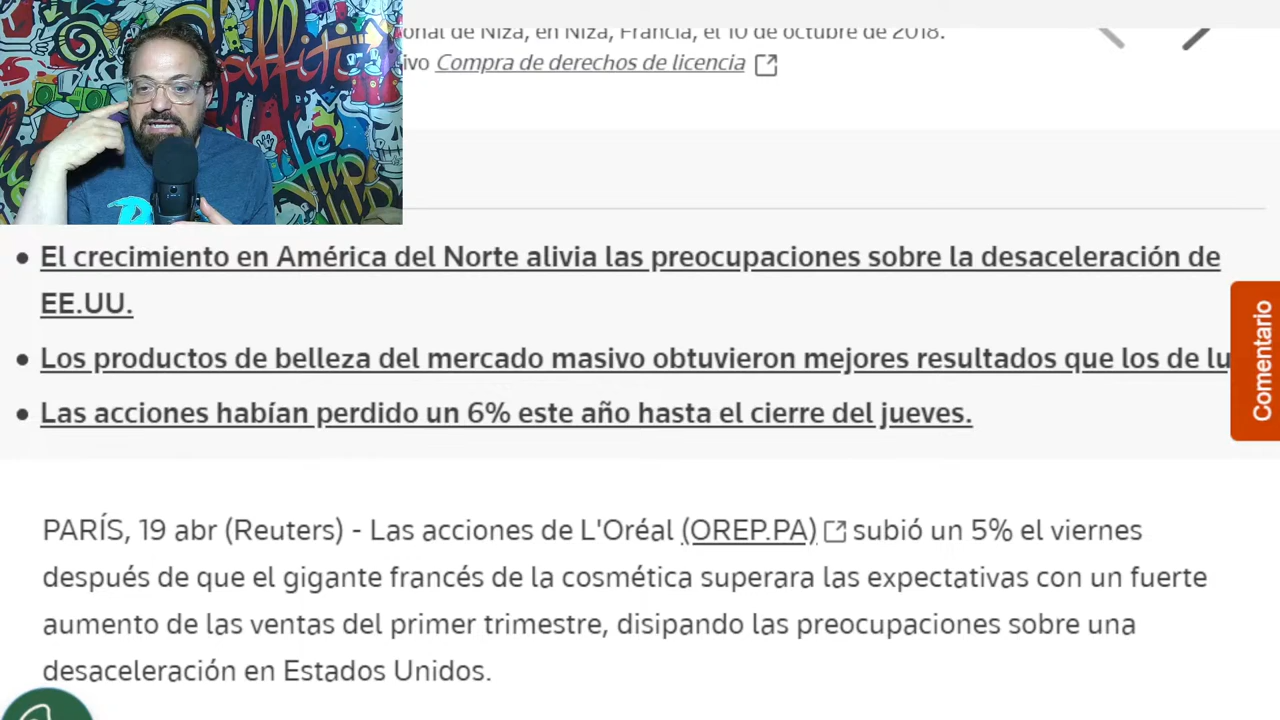 onal de Niza, en Niza, Francia, el 10 de octubre de 2018.
ivo Compra de derechos de licencia
• El crecimiento en América del Norte alivia las preocupaciones sobre la desaceleración de
EE.UU.
• Los productos de belleza del mercado masivo obtuvieron mejores resultados que los de lu
• Las acciones habían perdido un 6% este año hasta el cierre del jueves.
Comentario
PARÍS, 19 abr (Reuters) - Las acciones de L'Oréal (OREP.PA) subió un 5% el viernes
después de que el gigante francés de la cosmética superara las expectativas con un fuerte
aumento de las ventas del primer trimestre, disipando las preocupaciones sobre una
desaceleración en Estados Unidos.